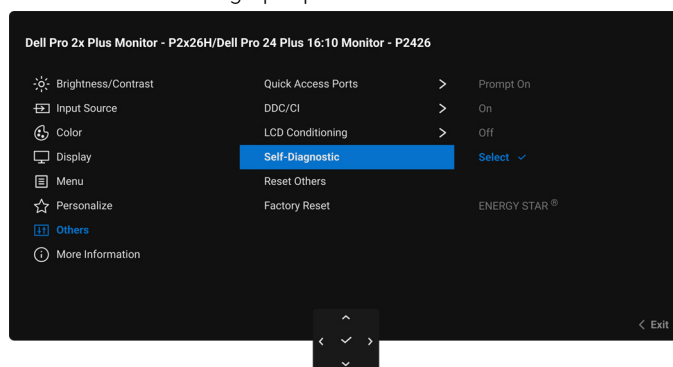 Dell Pro 2x Plus Monitor - P2x26H/Dell Pro 24 Plus 16:10 Monitor - P2426
Brightness/Contrast Quick Access Ports Prompt On
Input Source DDC/CI On
Color LCD Conditioning Off
Display Self-Diagnostic Select
Menu Reset Others
Personalize Factory Reset ENERGY STAR ®
Others
More Information
Exit